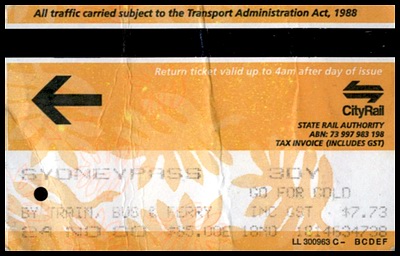 All traffic carried subject to the Transport Administration Act, 1988
Return ticket valid up to 4am after day of issue
CityRail
STATE RAIL AUTHORITY
ABN: 73 997 983 198
TAX INVOICE (INCLUDES GST)
SYDNEYPASS 3DY
GO FOR GOLD
BY TRAIN, BUS & FERRY INC GST $7.73
LL 300963 C- BCDEF